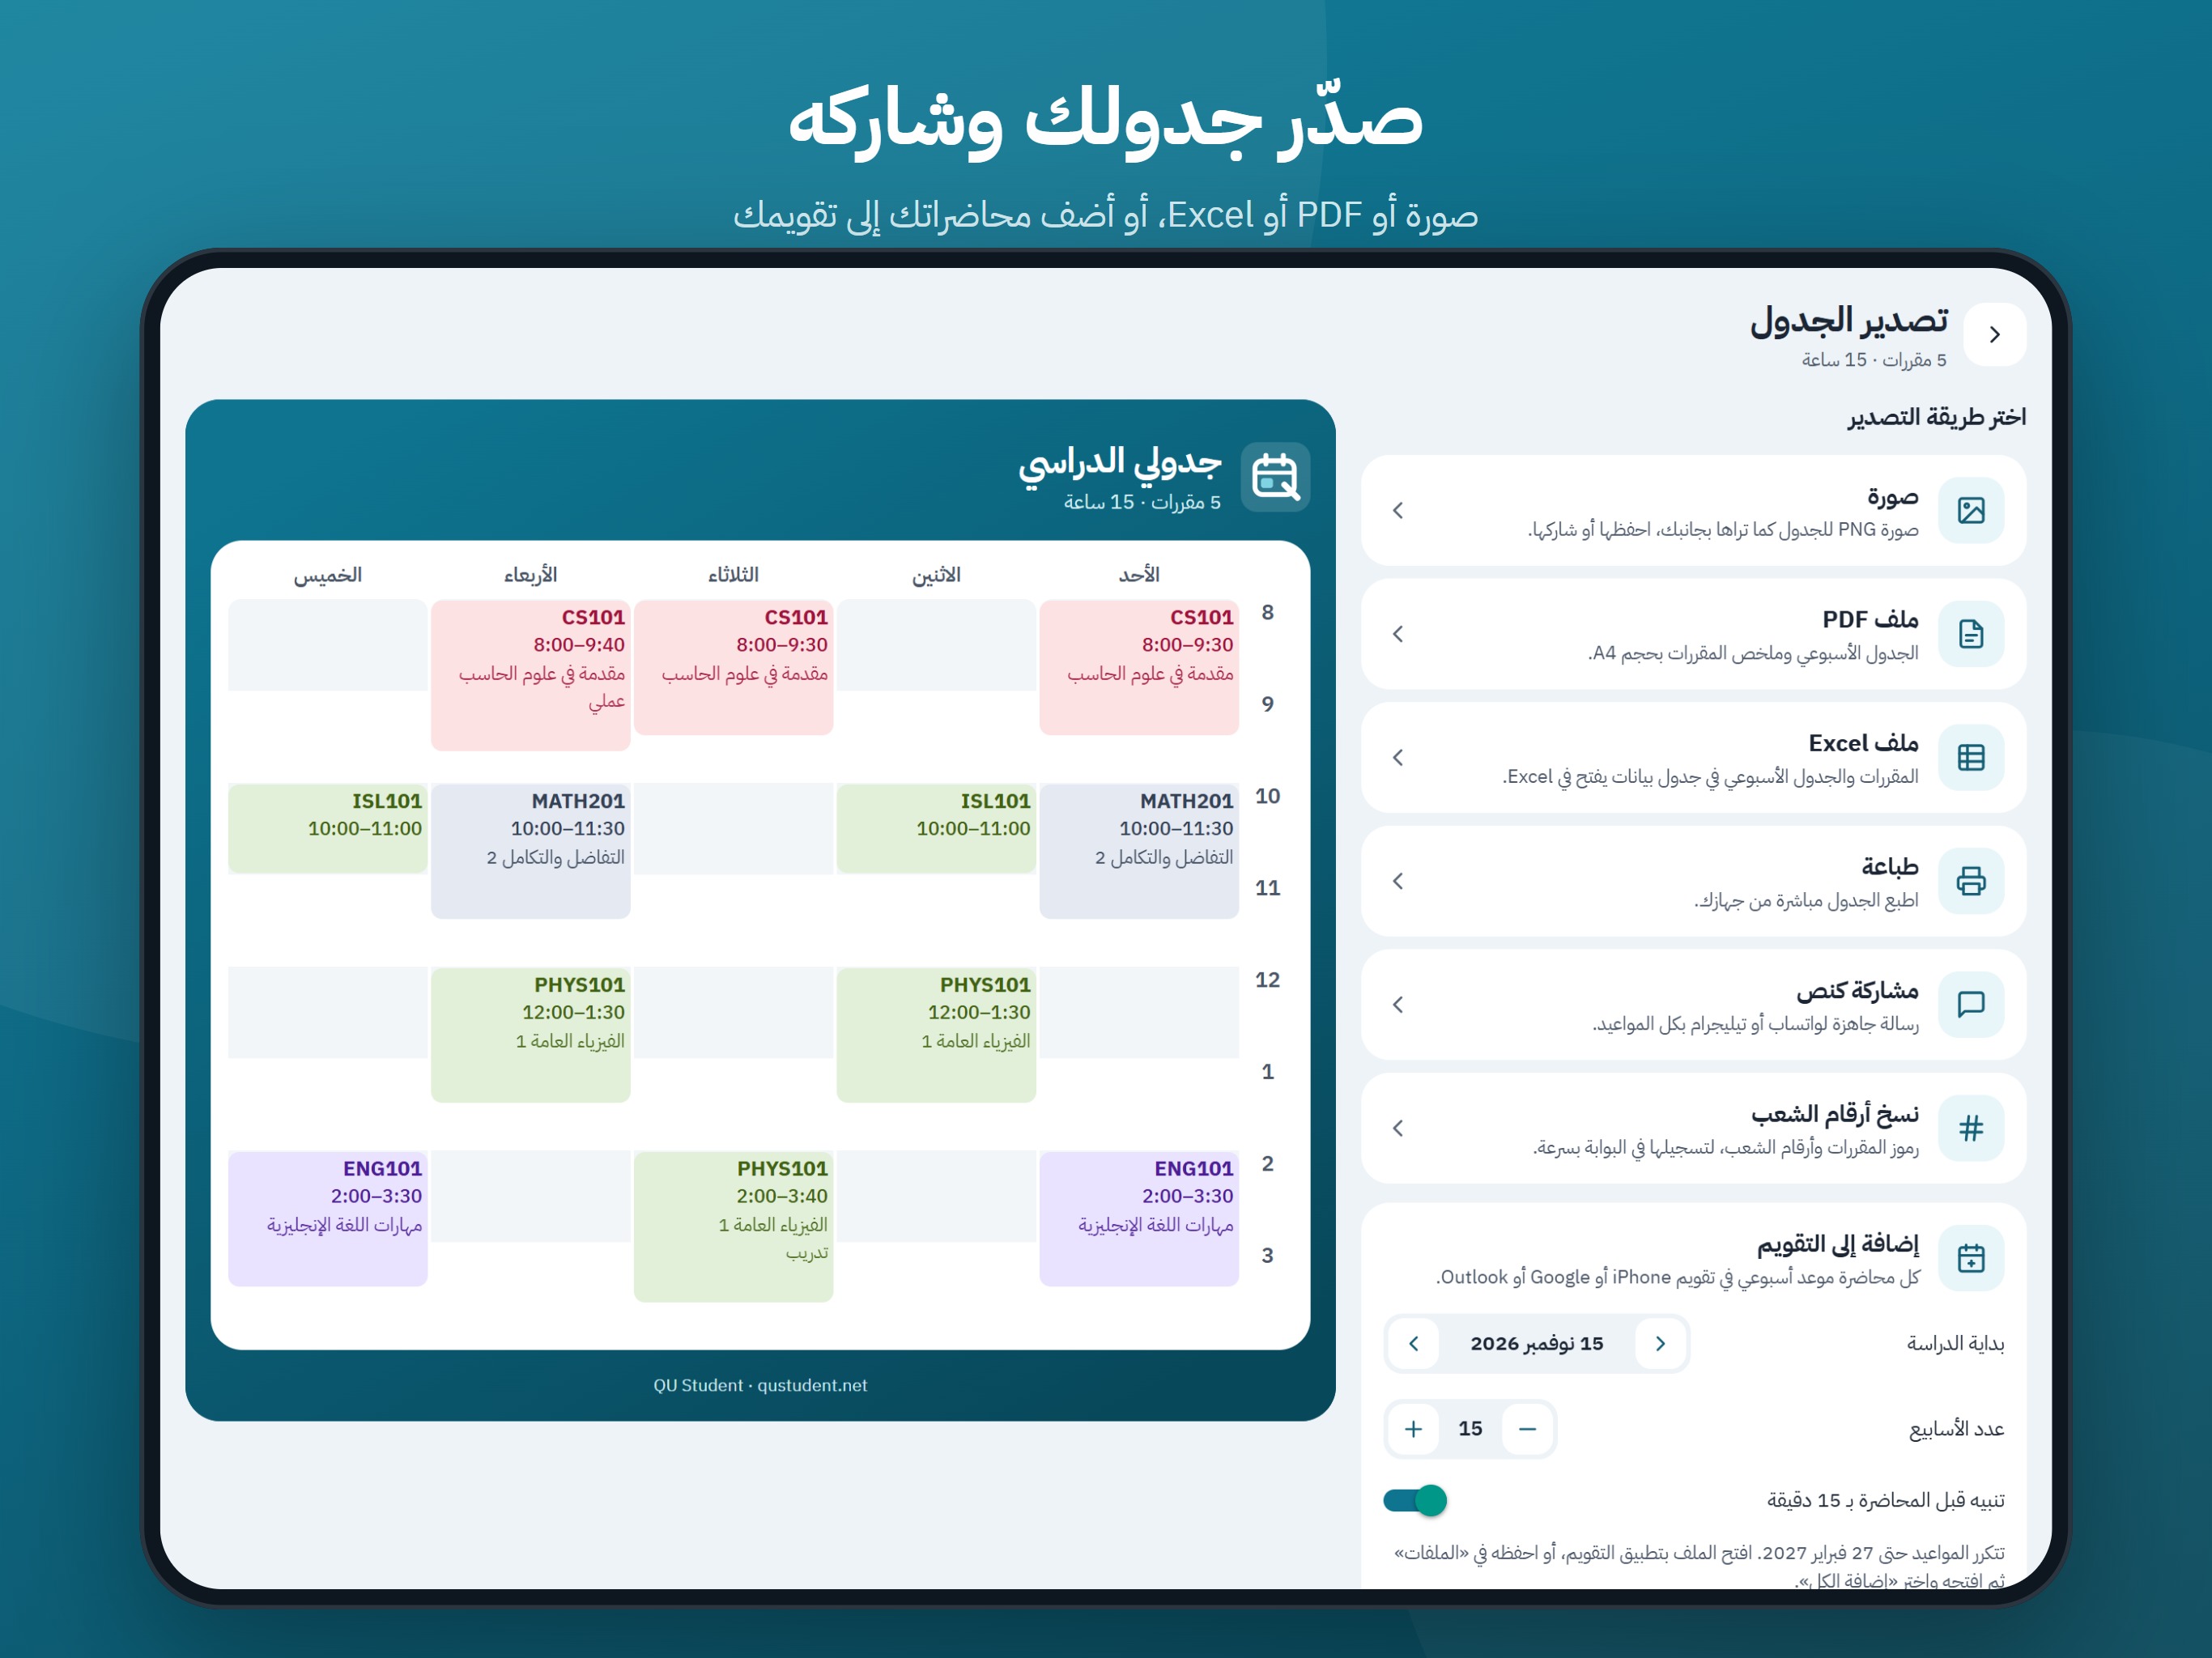 صدّر جدولك وشاركه
صورة أو PDF أو Excel، أو أضف محاضراتك إلى تقويمك
تصدير الجدول
5 مقررات · 15 ساعة
اختر طريقة التصدير
صورة
صورة PNG للجدول كما تراها بجانبك، احفظها أو شاركها.
ملف PDF
الجدول الأسبوعي وملخص المقررات بحجم A4.
ملف Excel
المقررات والجدول الأسبوعي في جدول بيانات يفتح في Excel.
طباعة
اطبع الجدول مباشرة من جهازك.
مشاركة كنص
رسالة جاهزة لواتساب أو تيليجرام بكل المواعيد.
نسخ أرقام الشعب
رموز المقررات وأرقام الشعب، لتسجيلها في البوابة بسرعة.
إضافة إلى التقويم
كل محاضرة موعد أسبوعي في تقويم iPhone أو Google أو Outlook.
بداية الدراسة
15 نوفمبر 2026
عدد الأسابيع
15
تنبيه قبل المحاضرة بـ 15 دقيقة
تتكرر المواعيد حتى 27 فبراير 2027. افتح الملف بتطبيق التقويم، أو احفظه في «الملفات»
ثم افتحه واختر «إضافة الكل».
جدولي الدراسي
5 مقررات · 15 ساعة
الأحد الاثنين الثلاثاء الأربعاء الخميس
8
CS101
8:00–9:30
مقدمة في علوم الحاسب
CS101
8:00–9:30
مقدمة في علوم الحاسب
CS101
8:00–9:40
مقدمة في علوم الحاسب
عملي
9
10
MATH201
10:00–11:30
التفاضل والتكامل 2
ISL101
10:00–11:00
MATH201
10:00–11:30
التفاضل والتكامل 2
ISL101
10:00–11:00
11
12
PHYS101
12:00–1:30
الفيزياء العامة 1
PHYS101
12:00–1:30
الفيزياء العامة 1
1
2
ENG101
2:00–3:30
مهارات اللغة الإنجليزية
PHYS101
2:00–3:40
الفيزياء العامة 1
تدريب
ENG101
2:00–3:30
مهارات اللغة الإنجليزية
3
QU Student · qustudent.net